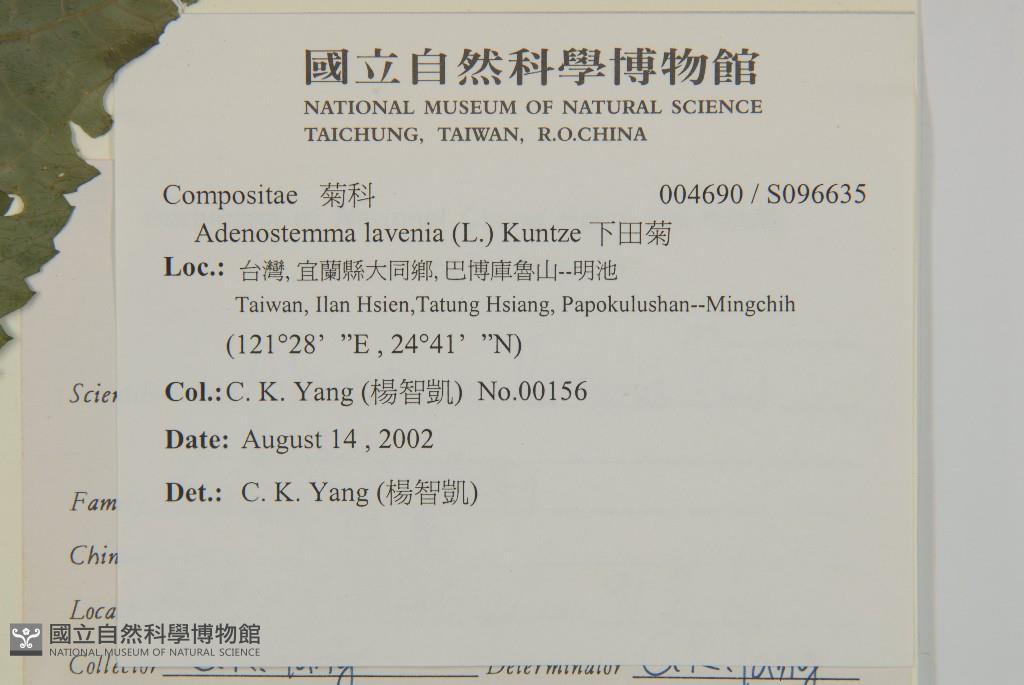 國立自然科學博物館
NATIONAL MUSEUM OF NATURAL SCIENCE
TAICHUNG, TAIWAN, R.O.CHINA
Compositae 菊科 004690 / S096635
Adenostemma lavenia (L.) Kuntze 下田菊
Loc.: 台灣, 宜蘭縣大同鄉, 巴博庫魯山--明池
Taiwan, Ilan Hsien,Tatung Hsiang, Papokulushan--Mingchih
(121°28’ ”E , 24°41’ ”N)
Scien
Col.:C. K. Yang (楊智凱) No.00156
Date: August 14 , 2002
Det.: C. K. Yang (楊智凱)
Fam
Chin
Loca
國立自然科學博物館
NATIONAL MUSEUM OF NATURAL SCIENCE
Collector C. K. Yang Determinator C. K. Yang